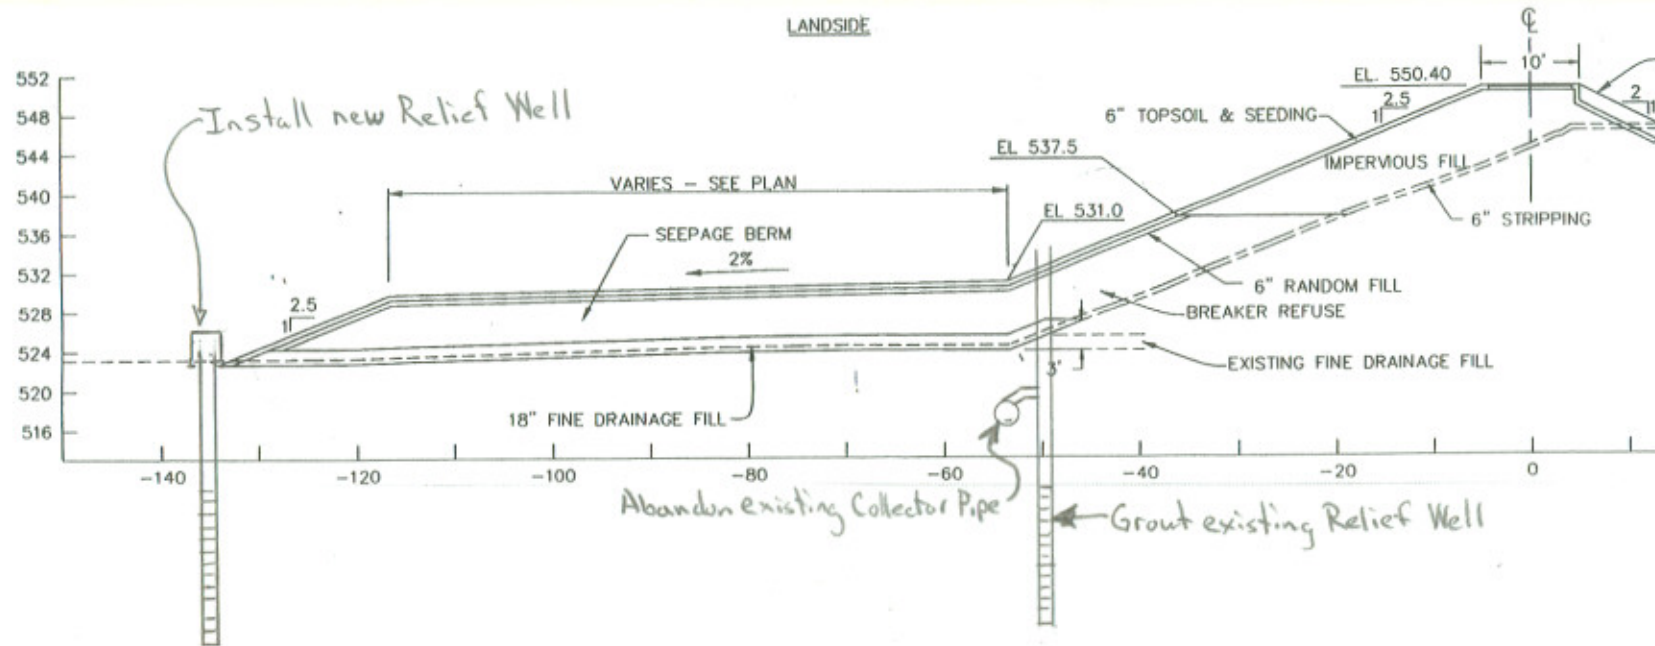 LANDSIDE
℄
10'
552
548
544
540
536
532
528
524
520
516
Install new Relief Well
EL. 550.40
2.5
1
2
1
6" TOPSOIL & SEEDING
EL 537.5
IMPERVIOUS FILL
VARIES - SEE PLAN
EL 531.0
6" STRIPPING
SEEPAGE BERM
2%
6" RANDOM FILL
2.5
1
BREAKER REFUSE
EXISTING FINE DRAINAGE FILL
3'
18" FINE DRAINAGE FILL
-140
-120
-100
-80
-60
-40
-20
0
Abandon existing Collector Pipe
Grout existing Relief Well